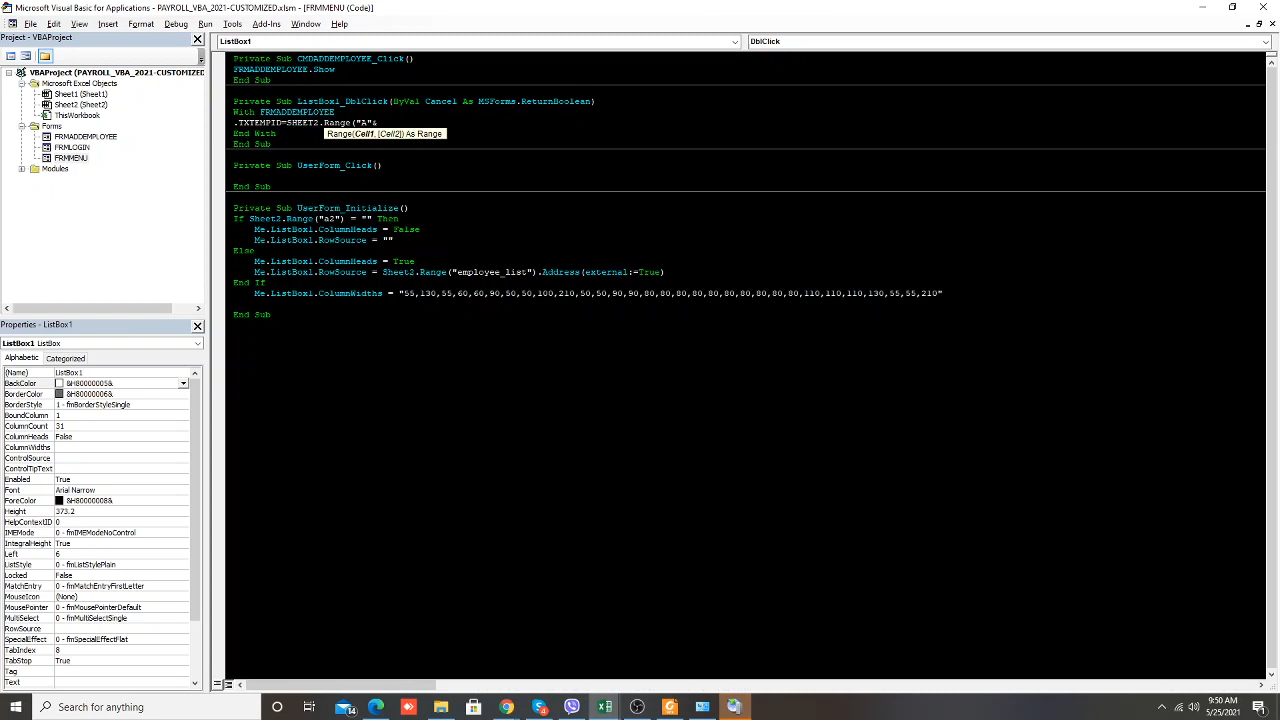 Microsoft Visual Basic for Applications - PAYROLL_VBA_2021-CUSTOMIZED.xlsm - [FRMMENU (Code)]
File Edit View Insert Format Debug Run Tools Add-Ins Window Help
Project - VBAProject
VBAProject (PAYROLL_VBA_2021-CUSTOMIZED
Microsoft Excel Objects
Sheet1 (Sheet1)
Sheet2 (Sheet2)
ThisWorkbook
Forms
FRMADDEMPLOYEE
FRMLOGIN
FRMMENU
Modules
Properties - ListBox1
ListBox1 ListBox
Alphabetic Categorized
(Name) ListBox1
BackColor &H80000005&
BorderColor &H80000006&
BorderStyle 1 - fmBorderStyleSingle
BoundColumn 1
ColumnCount 31
ColumnHeads False
ColumnWidths
ControlSource
ControlTipText
Enabled True
Font Arial Narrow
ForeColor &H80000008&
Height 373.2
HelpContextID 0
IMEMode 0 - fmIMEModeNoControl
IntegralHeight True
Left 6
ListStyle 0 - fmListStylePlain
Locked False
MatchEntry 0 - fmMatchEntryFirstLetter
MouseIcon (None)
MousePointer 0 - fmMousePointerDefault
MultiSelect 0 - fmMultiSelectSingle
RowSource
SpecialEffect 0 - fmSpecialEffectFlat
TabIndex 8
TabStop True
Tag
Text
ListBox1 DblClick
Private Sub CMDADDEMPLOYEE_Click()
FRMADDEMPLOYEE.Show
End Sub
Private Sub ListBox1_DblClick(ByVal Cancel As MSForms.ReturnBoolean)
With FRMADDEMPLOYEE
.TXTEMPID=SHEET2.Range("A"&
End With
Range(Cell1, [Cell2]) As Range
End Sub
Private Sub UserForm_Click()
End Sub
Private Sub UserForm_Initialize()
If Sheet2.Range("a2") = "" Then
Me.ListBox1.ColumnHeads = False
Me.ListBox1.RowSource = ""
Else
Me.ListBox1.ColumnHeads = True
Me.ListBox1.RowSource = Sheet2.Range("employee_list").Address(external:=True)
End If
Me.ListBox1.ColumnWidths = "55,130,55,60,60,90,50,50,100,210,50,50,90,90,80,80,80,80,80,80,80,80,80,80,110,110,110,130,55,55,210"
End Sub
Type here to search
14
4
9:50 AM
5/25/2021